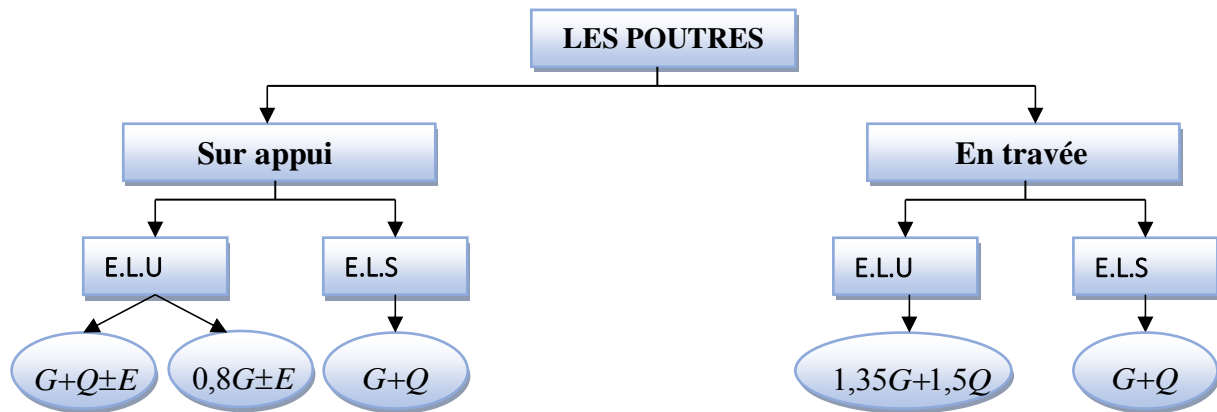 LES POUTRES
Sur appui
En travée
E.L.U
E.L.S
E.L.U
E.L.S
G+Q±E
0,8G±E
G+Q
1,35G+1,5Q
G+Q